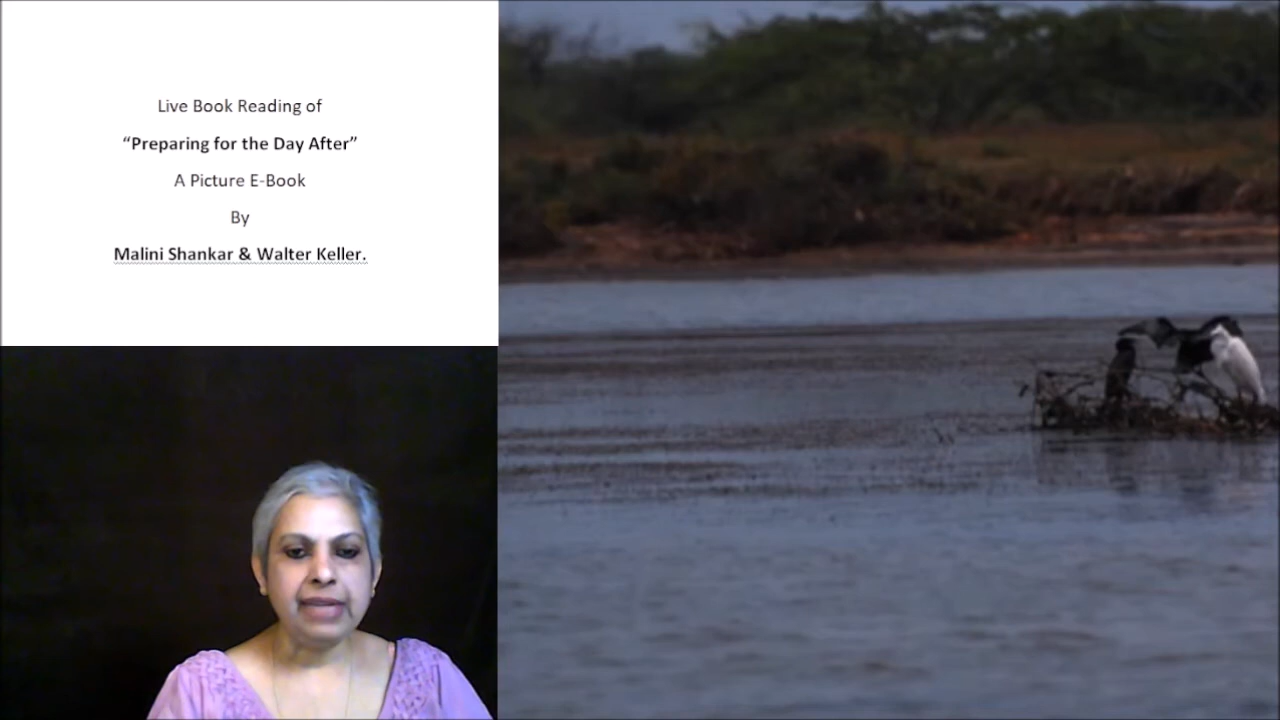 Live Book Reading of
“Preparing for the Day After”
A Picture E-Book
By
Malini Shankar & Walter Keller.